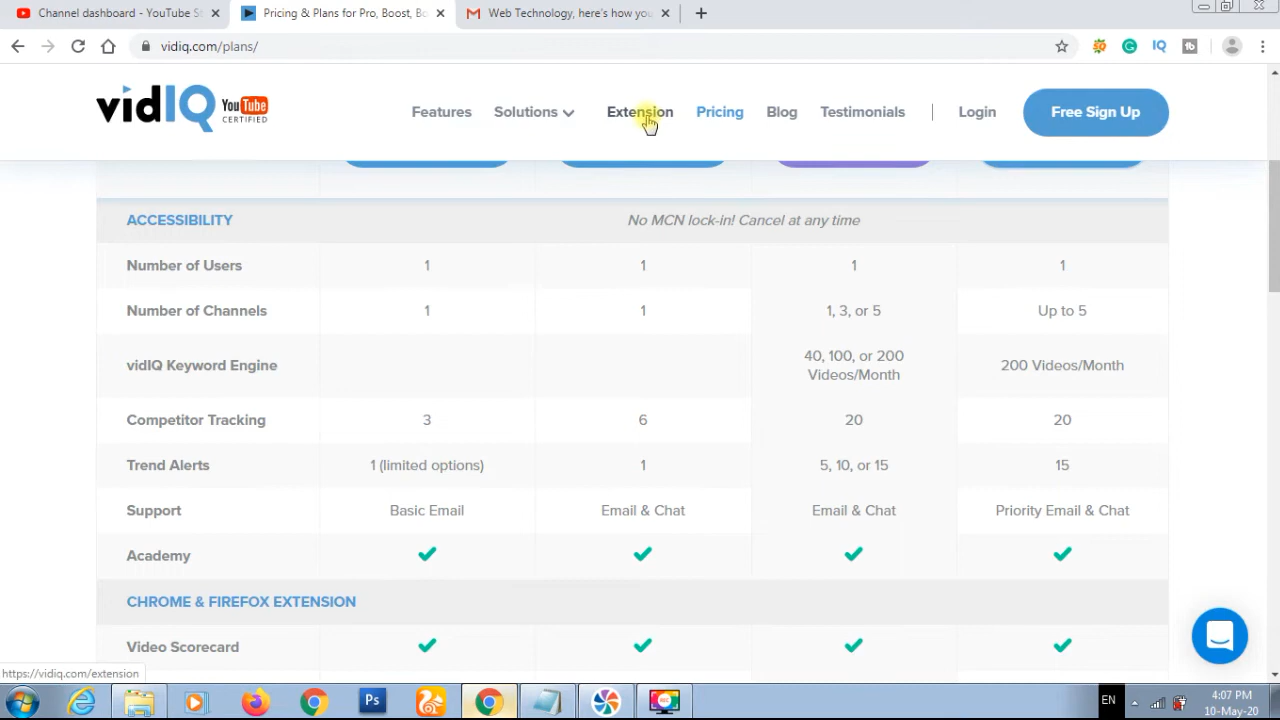 Channel dashboard - YouTube St
Pricing & Plans for Pro, Boost, Bo
Web Technology, here's how you
vidiq.com/plans/
vidIQ YouTube CERTIFIED
Features Solutions Extension Pricing Blog Testimonials Login Free Sign Up
ACCESSIBILITY No MCN lock-in! Cancel at any time
Number of Users 1 1 1 1
Number of Channels 1 1 1, 3, or 5 Up to 5
vidIQ Keyword Engine 40, 100, or 200 Videos/Month 200 Videos/Month
Competitor Tracking 3 6 20 20
Trend Alerts 1 (limited options) 1 5, 10, or 15 15
Support Basic Email Email & Chat Email & Chat Priority Email & Chat
Academy
CHROME & FIREFOX EXTENSION
Video Scorecard
https://vidiq.com/extension
Ps EN 4:07 PM
10-May-20